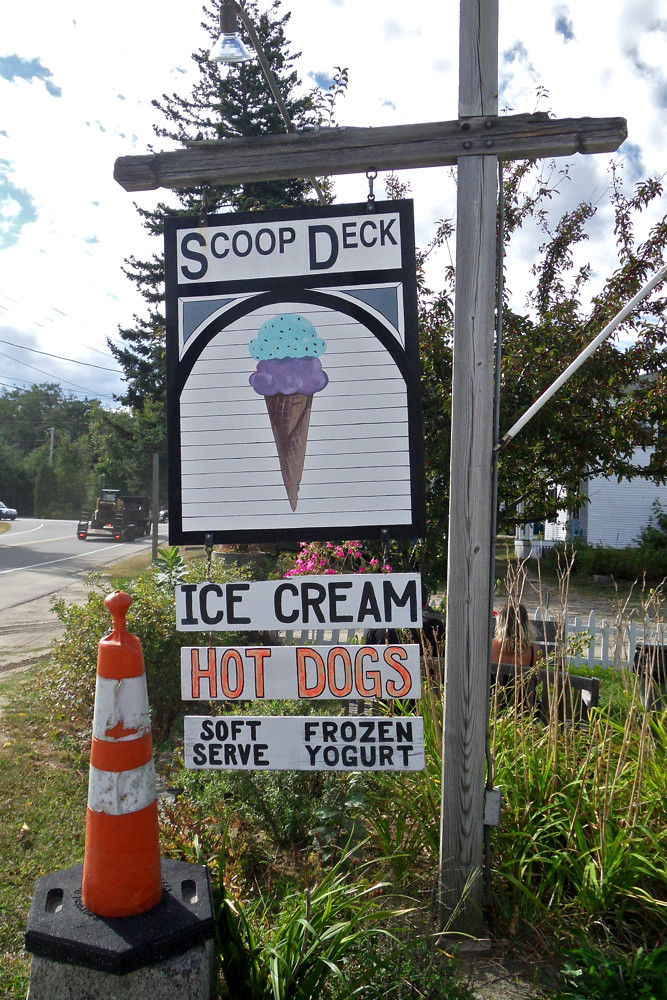 SCOOP DECK
ICE CREAM
HOT DOGS
SOFT FROZEN
SERVE YOGURT